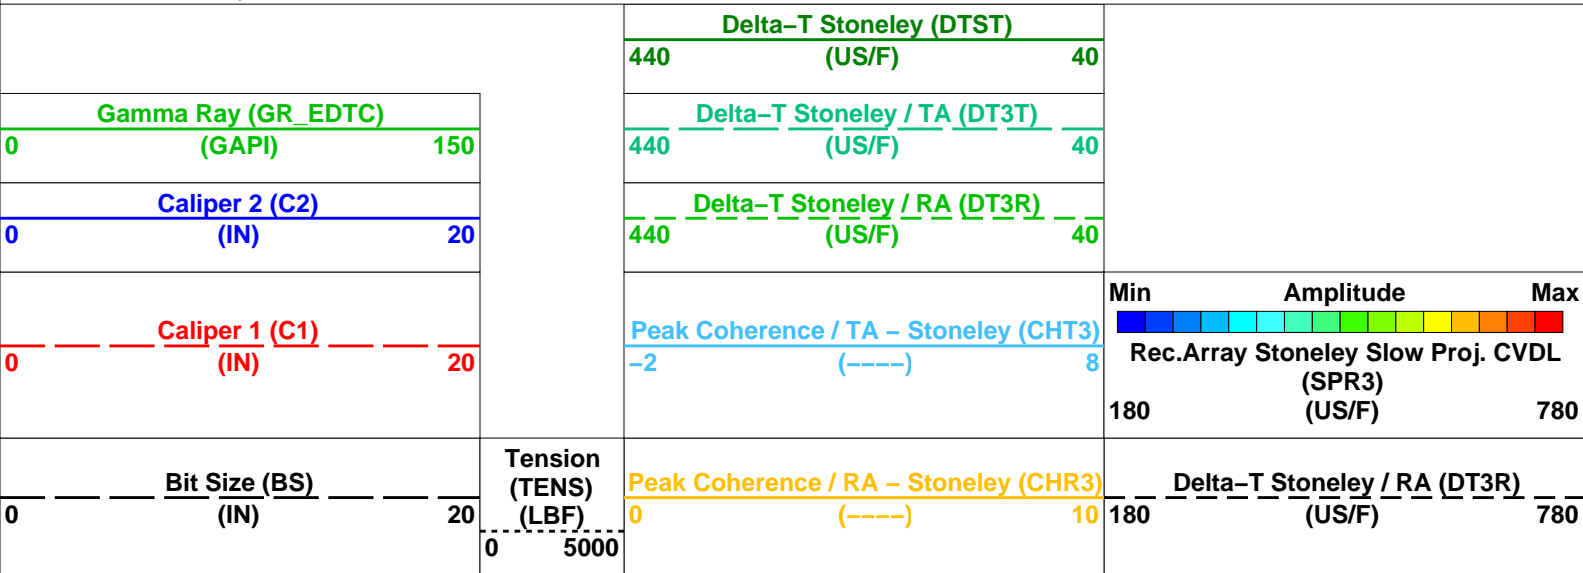 Delta−T Stoneley (DTST)
440 (US/F) 40
Gamma Ray (GR_EDTC)
0 (GAPI) 150
Delta−T Stoneley / TA (DT3T)
440 (US/F) 40
Caliper 2 (C2)
0 (IN) 20
Delta−T Stoneley / RA (DT3R)
440 (US/F) 40
Caliper 1 (C1)
0 (IN) 20
Peak Coherence / TA − Stoneley (CHT3)
−2 (−−−−) 8
Min Amplitude Max
Rec.Array Stoneley Slow Proj. CVDL
(SPR3)
180 (US/F) 780
Bit Size (BS)
0 (IN) 20
Tension
(TENS)
(LBF)
0 5000
Peak Coherence / RA − Stoneley (CHR3)
0 (−−−−) 10
Delta−T Stoneley / RA (DT3R)
180 (US/F) 780